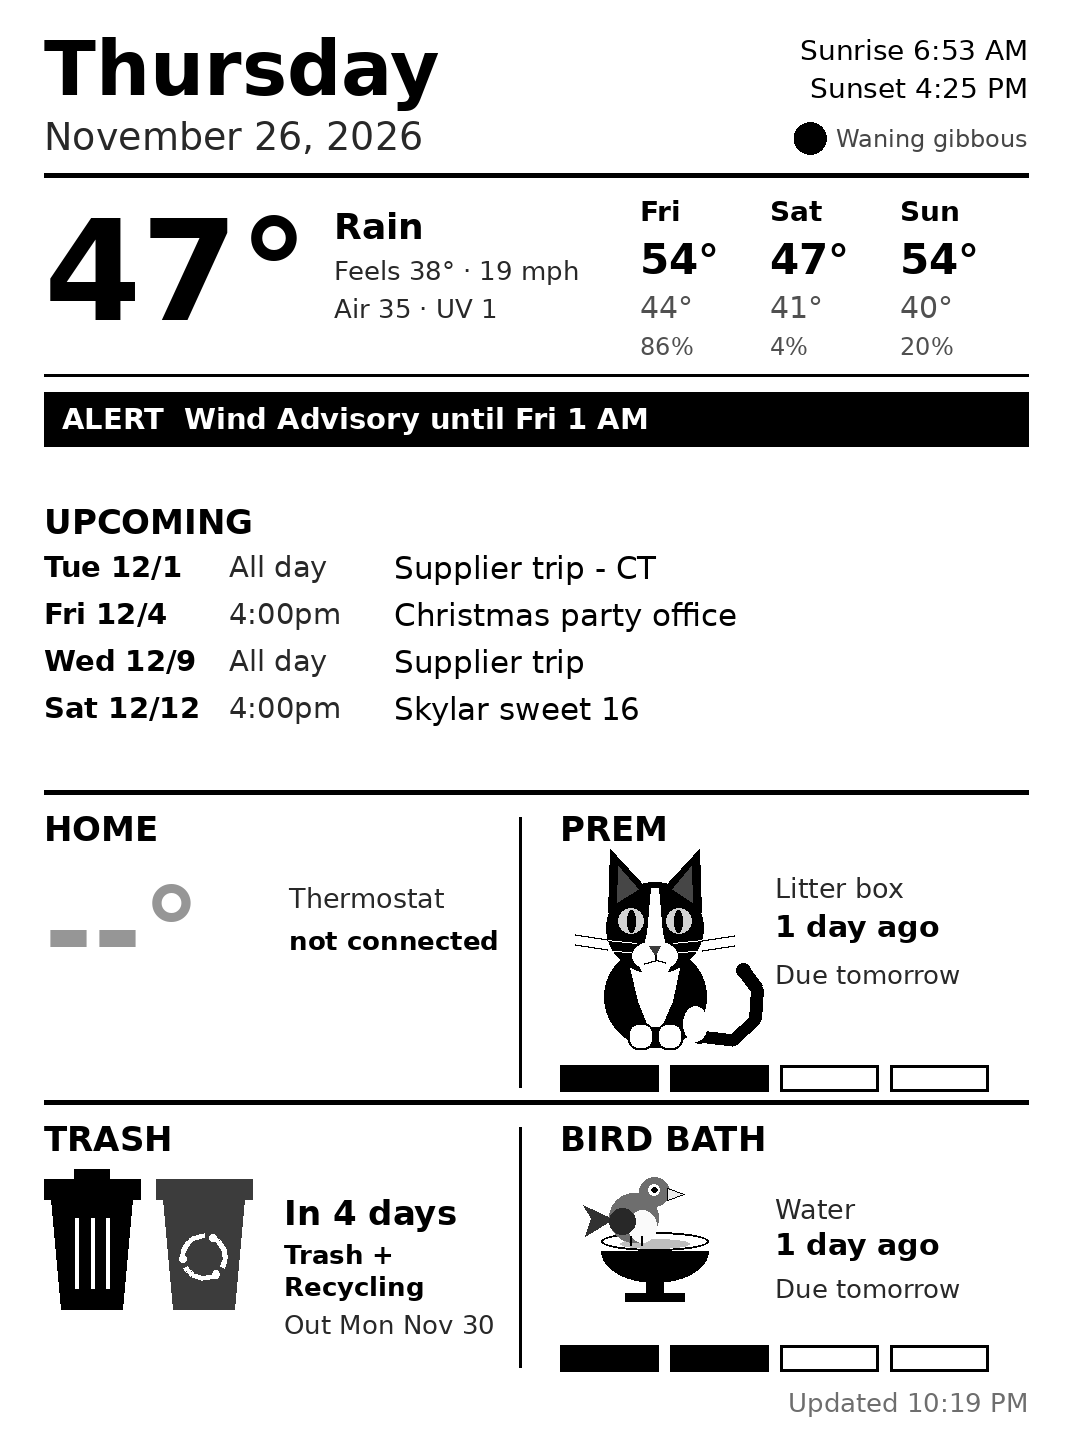 Thursday
November 26, 2026
Sunrise 6:53 AM
Sunset 4:25 PM
Waning gibbous
47°
Rain
Feels 38° · 19 mph
Air 35 · UV 1
Fri Sat Sun
54° 47° 54°
44° 41° 40°
86% 4% 20%
ALERT Wind Advisory until Fri 1 AM
UPCOMING
Tue 12/1 All day Supplier trip - CT
Fri 12/4 4:00pm Christmas party office
Wed 12/9 All day Supplier trip
Sat 12/12 4:00pm Skylar sweet 16
HOME
--°
Thermostat
not connected
PREM
Litter box
1 day ago
Due tomorrow
TRASH
In 4 days
Trash +
Recycling
Out Mon Nov 30
BIRD BATH
Water
1 day ago
Due tomorrow
Updated 10:19 PM